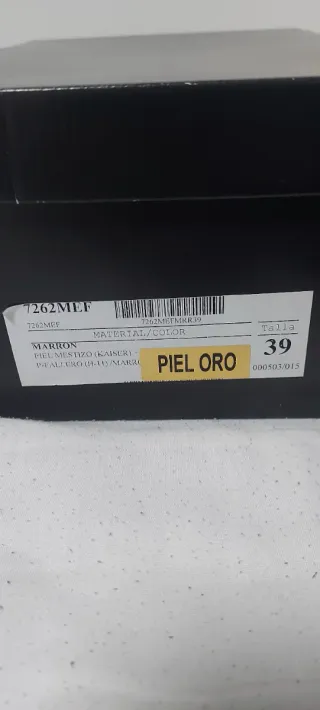 7262MEF
7262MEF 7262MEFMRR39
MATERIAL/COLOR Talla
MARRON 39
PIEL MESTIZO (KAISER) -
PIEL ORO
000503/015